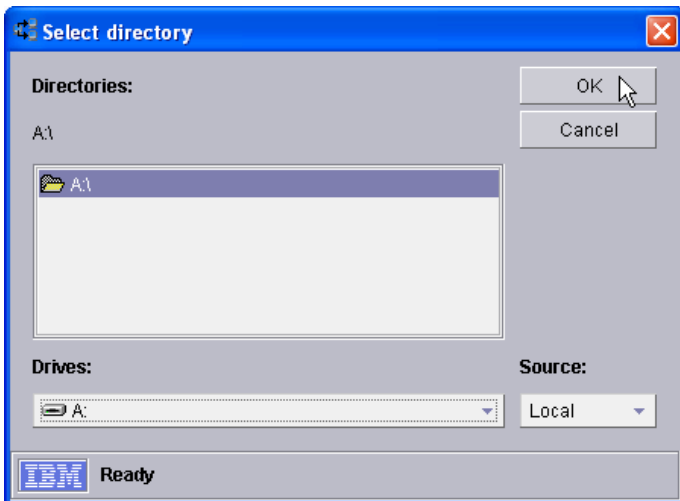 Select directory
Directories:
OK
A:\
Cancel
A:\
Drives:
Source:
A:
Local
IBM
Ready